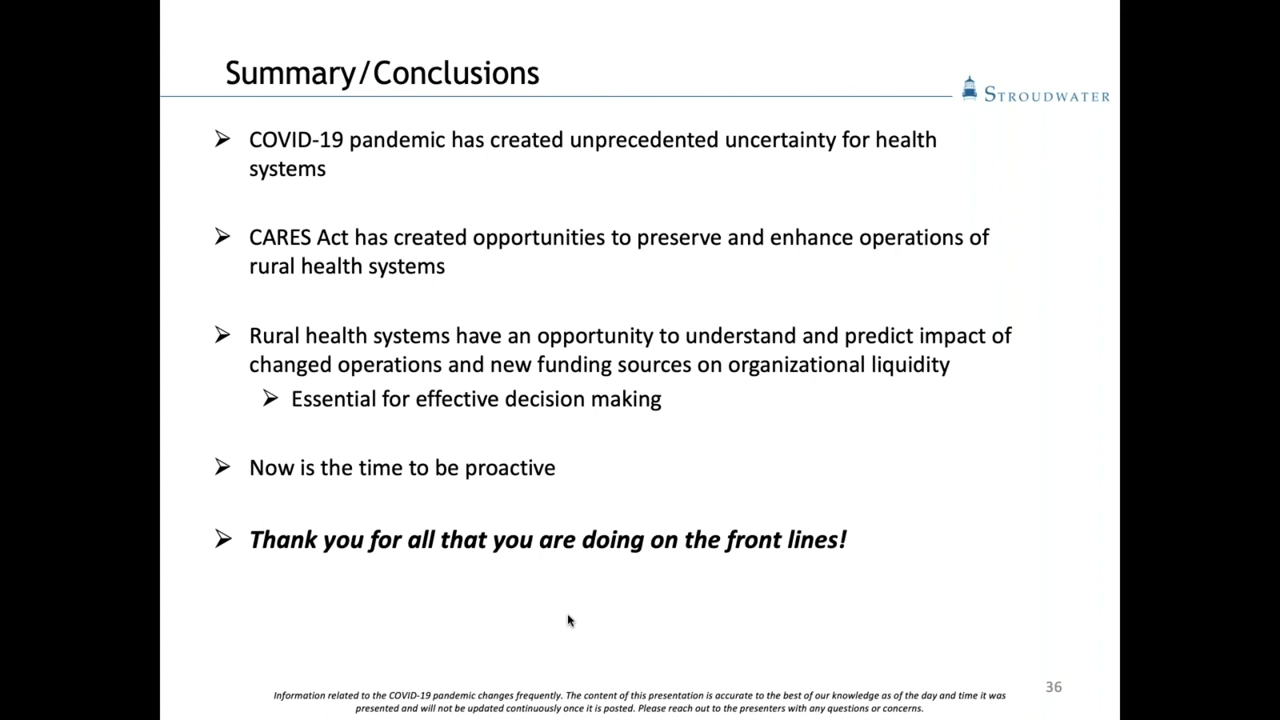 Summary/Conclusions
STROUDWATER
➢ COVID-19 pandemic has created unprecedented uncertainty for health
systems
➢ CARES Act has created opportunities to preserve and enhance operations of
rural health systems
➢ Rural health systems have an opportunity to understand and predict impact of
changed operations and new funding sources on organizational liquidity
➢ Essential for effective decision making
➢ Now is the time to be proactive
➢ Thank you for all that you are doing on the front lines!
36
Information related to the COVID-19 pandemic changes frequently. The content of this presentation is accurate to the best of our knowledge as of the day and time it was
presented and will not be updated continuously once it is posted. Please reach out to the presenters with any questions or concerns.